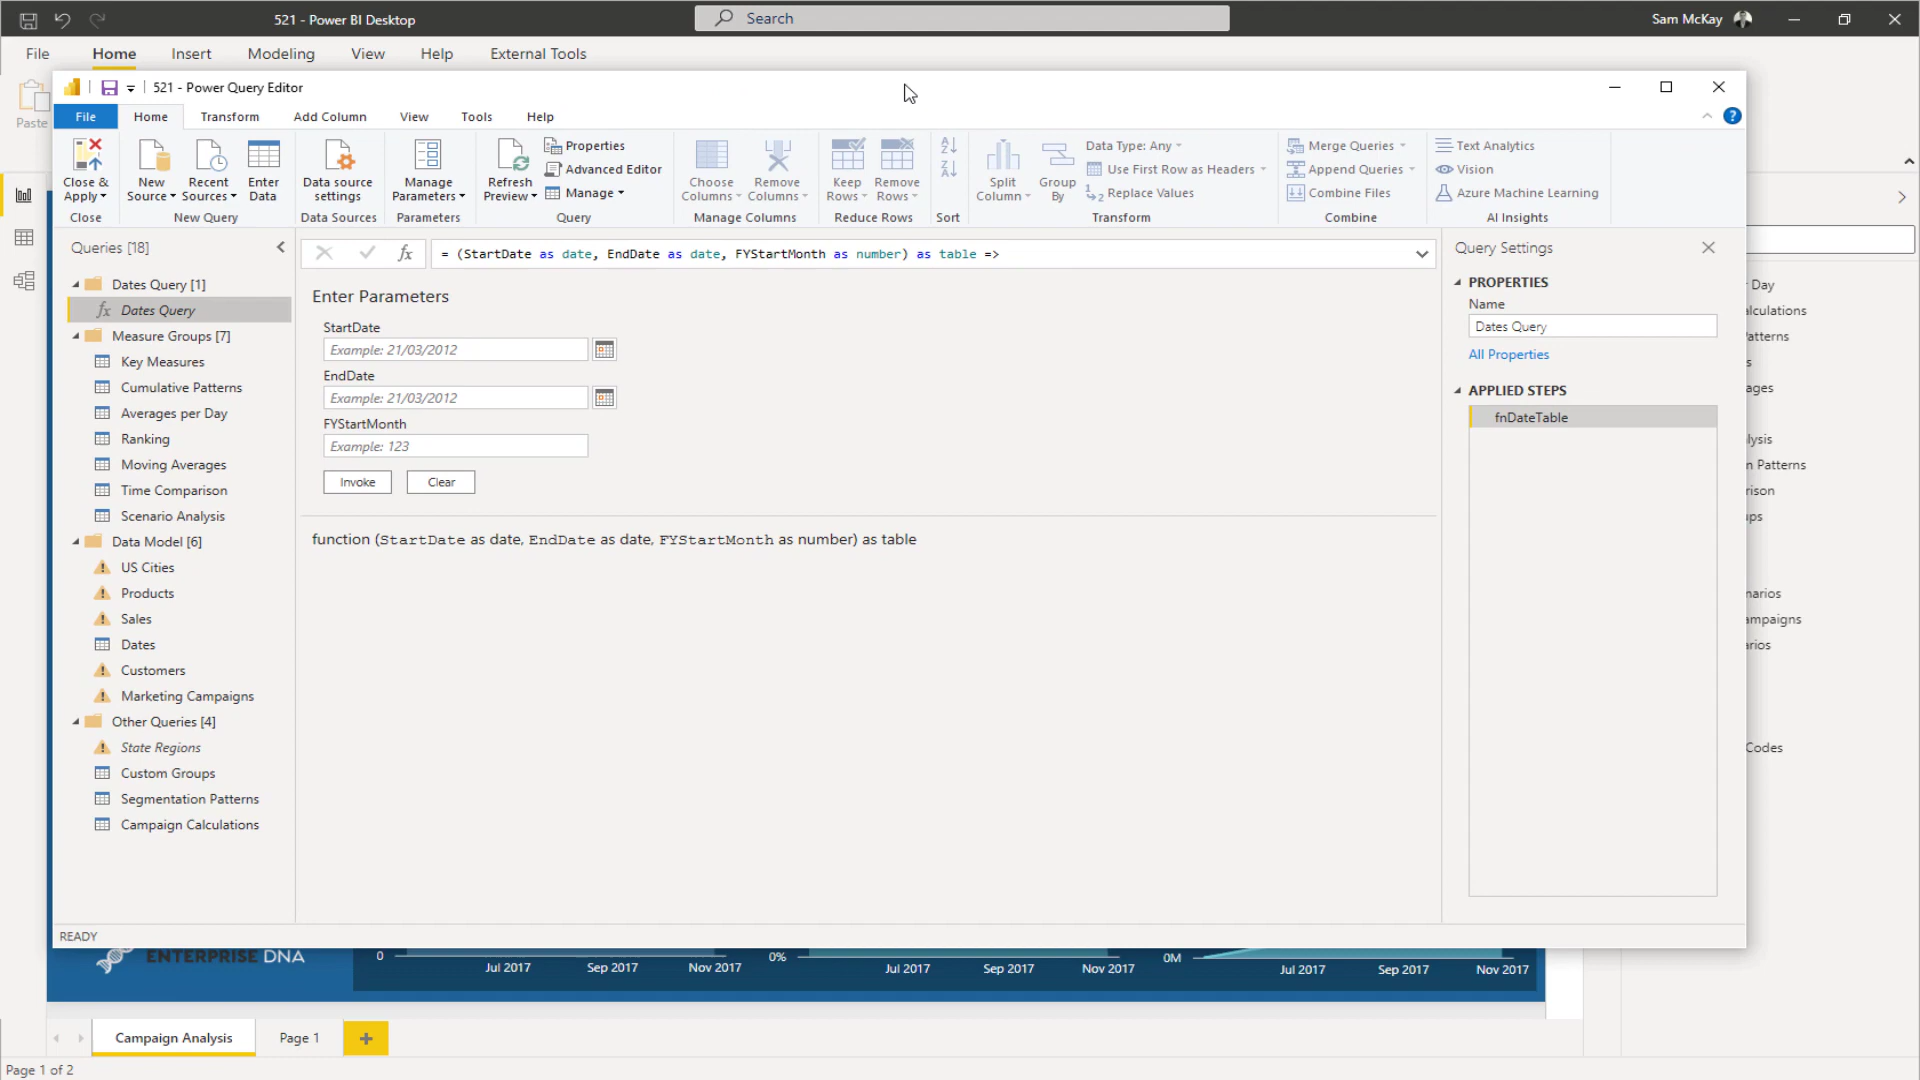 521 - Power BI Desktop
Search
Sam McKay
File
Home
Insert
Modeling
View
Help
External Tools
Paste
521 - Power Query Editor
File
Home
Transform
Add Column
View
Tools
Help
Close &
Apply
Close
New
Source
Recent
Sources
Enter
Data
New Query
Data source
settings
Data Sources
Manage
Parameters
Parameters
Refresh
Preview
Properties
Advanced Editor
Manage
Query
Choose
Columns
Remove
Columns
Manage Columns
Keep
Rows
Remove
Rows
Reduce Rows
Sort
Split
Column
Group
By
Data Type: Any
Use First Row as Headers
Replace Values
Transform
Merge Queries
Append Queries
Combine Files
Combine
Text Analytics
Vision
Azure Machine Learning
AI Insights
Queries [18]
Dates Query [1]
Dates Query
Measure Groups [7]
Key Measures
Cumulative Patterns
Averages per Day
Ranking
Moving Averages
Time Comparison
Scenario Analysis
Data Model [6]
US Cities
Products
Sales
Dates
Customers
Marketing Campaigns
Other Queries [4]
State Regions
Custom Groups
Segmentation Patterns
Campaign Calculations
= (StartDate as date, EndDate as date, FYStartMonth as number) as table =>
Enter Parameters
StartDate
Example: 21/03/2012
EndDate
Example: 21/03/2012
FYStartMonth
Example: 123
Invoke
Clear
function (StartDate as date, EndDate as date, FYStartMonth as number) as table
Query Settings
PROPERTIES
Name
Dates Query
All Properties
APPLIED STEPS
fnDateTable
Day
Patterns
Codes
READY
ENTERPRISE DNA
0
Jul 2017
Sep 2017
Nov 2017
0%
Jul 2017
Sep 2017
Nov 2017
0M
Jul 2017
Sep 2017
Nov 2017
Campaign Analysis
Page 1
Page 1 of 2